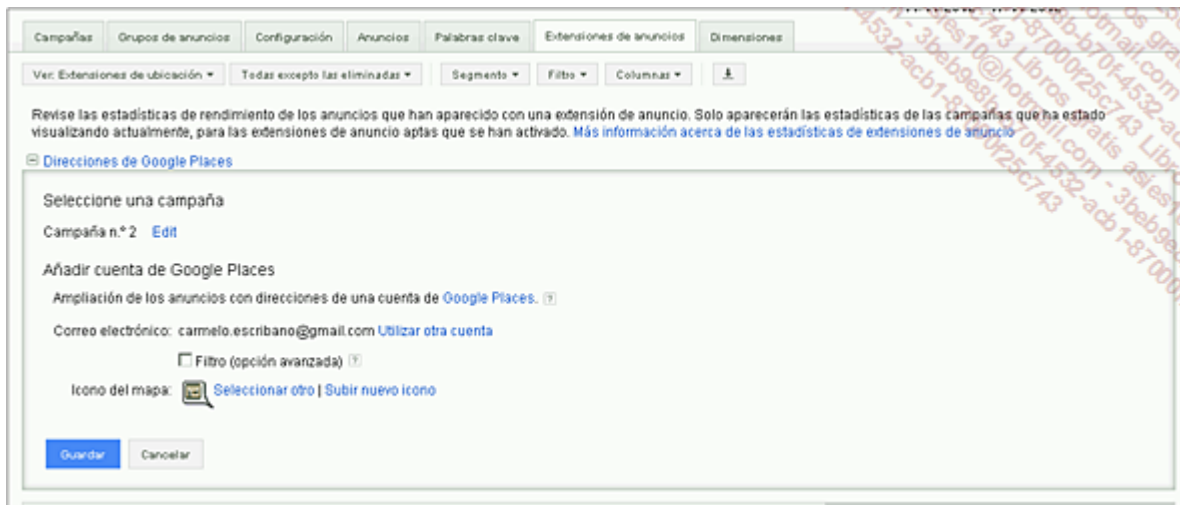 Campañas Grupos de anuncios Configuración Anuncios Palabras clave Extensiones de anuncios Dimensiones
Ver: Extensiones de ubicación Todas excepto las eliminadas Segmento Filtro Columnas
Revise las estadísticas de rendimiento de los anuncios que han aparecido con una extensión de anuncio. Solo aparecerán las estadísticas de las campañas que ha estado
visualizando actualmente, para las extensiones de anuncio aptas que se han activado. Más información acerca de las estadísticas de extensiones de anuncio
Direcciones de Google Places
Seleccione una campaña
Campaña n.º 2 Edit
Añadir cuenta de Google Places
Ampliación de los anuncios con direcciones de una cuenta de Google Places. ?
Correo electrónico: carmelo.escribano@gmail.com Utilizar otra cuenta
Filtro (opción avanzada) ?
Icono del mapa: Seleccionar otro | Subir nuevo icono
Guardar Cancelar